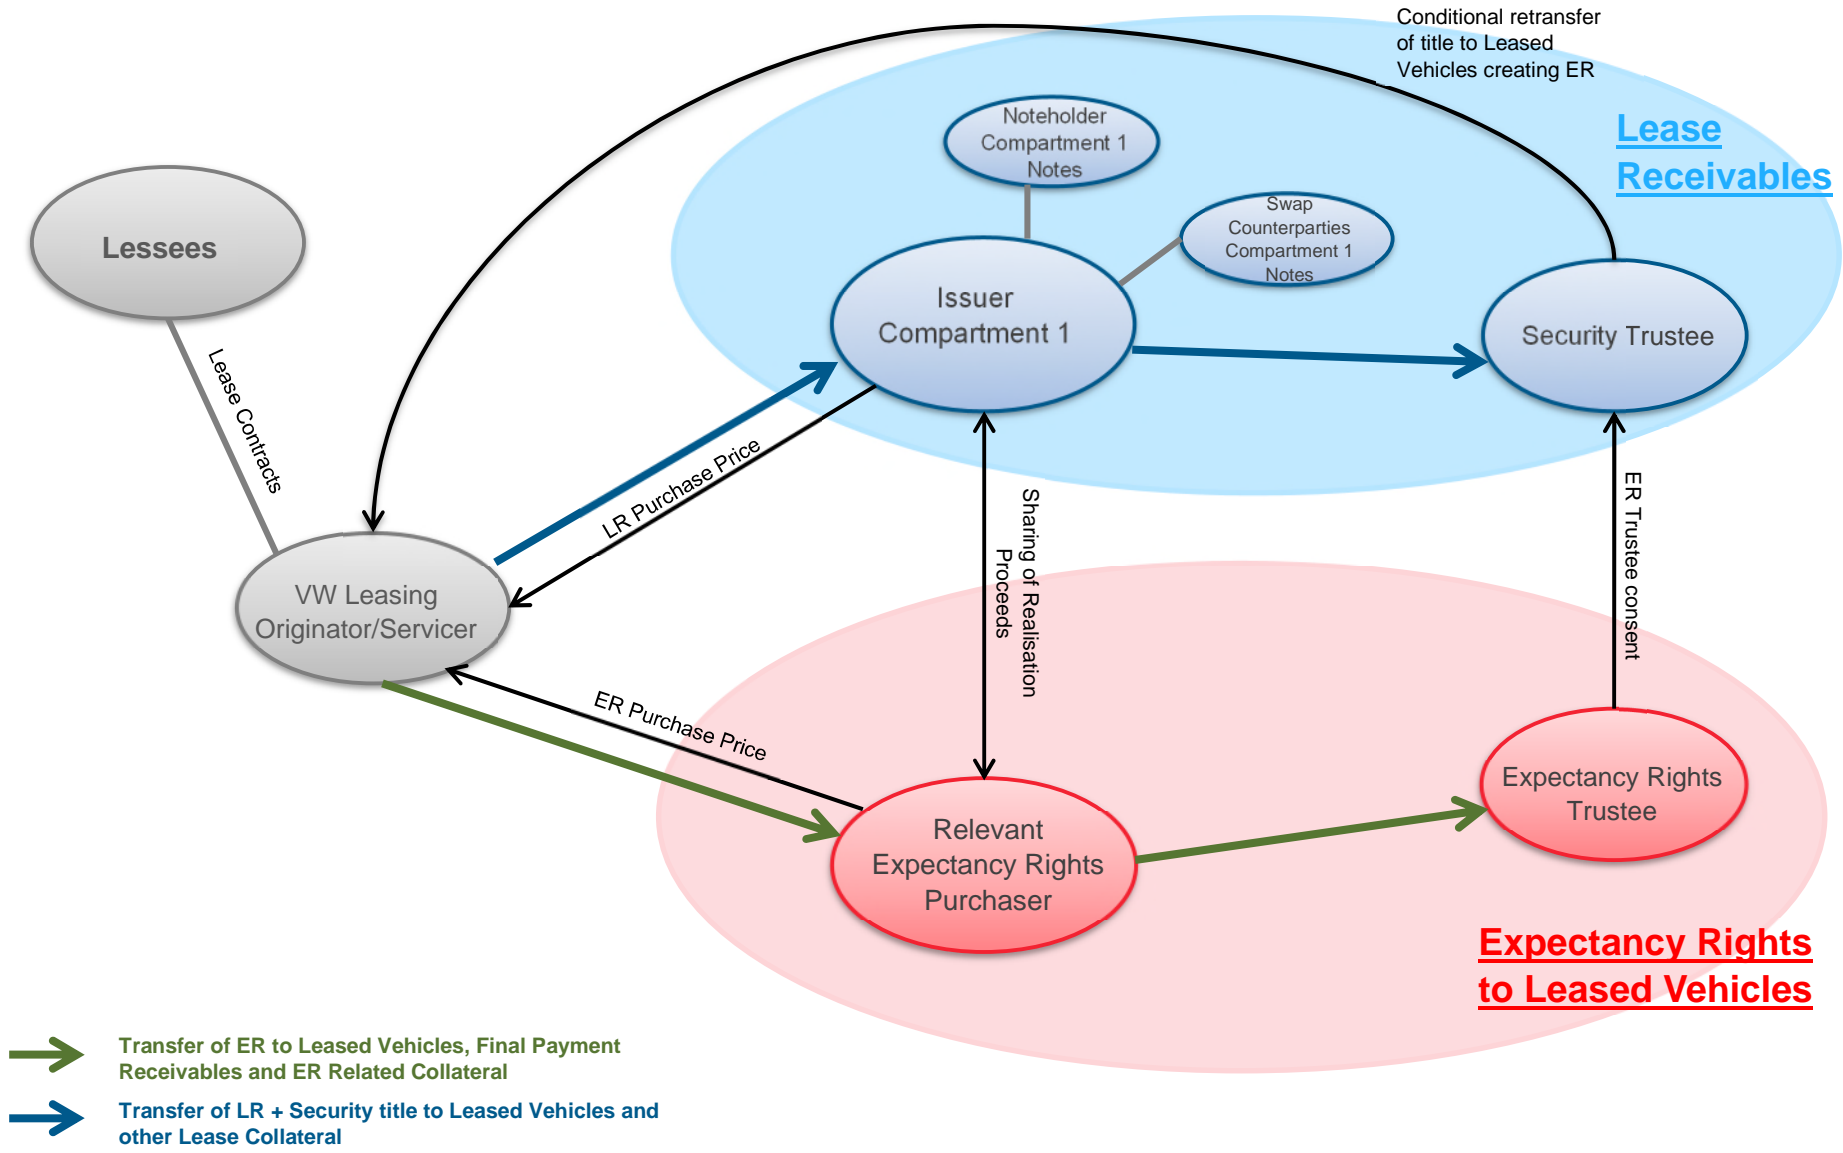 Conditional retransfer
of title to Leased
Vehicles creating ER
Lease
Receivables
Noteholder
Compartment 1
Notes
Swap
Counterparties
Compartment 1
Notes
Lessees
Issuer
Compartment 1
Security Trustee
Lease Contracts
LR Purchase Price
Sharing of Realisation
Proceeds
ER Trustee consent
VW Leasing
Originator/Servicer
ER Purchase Price
Relevant
Expectancy Rights
Purchaser
Expectancy Rights
Trustee
Expectancy Rights
to Leased Vehicles
Transfer of ER to Leased Vehicles, Final Payment
Receivables and ER Related Collateral
Transfer of LR + Security title to Leased Vehicles and
other Lease Collateral